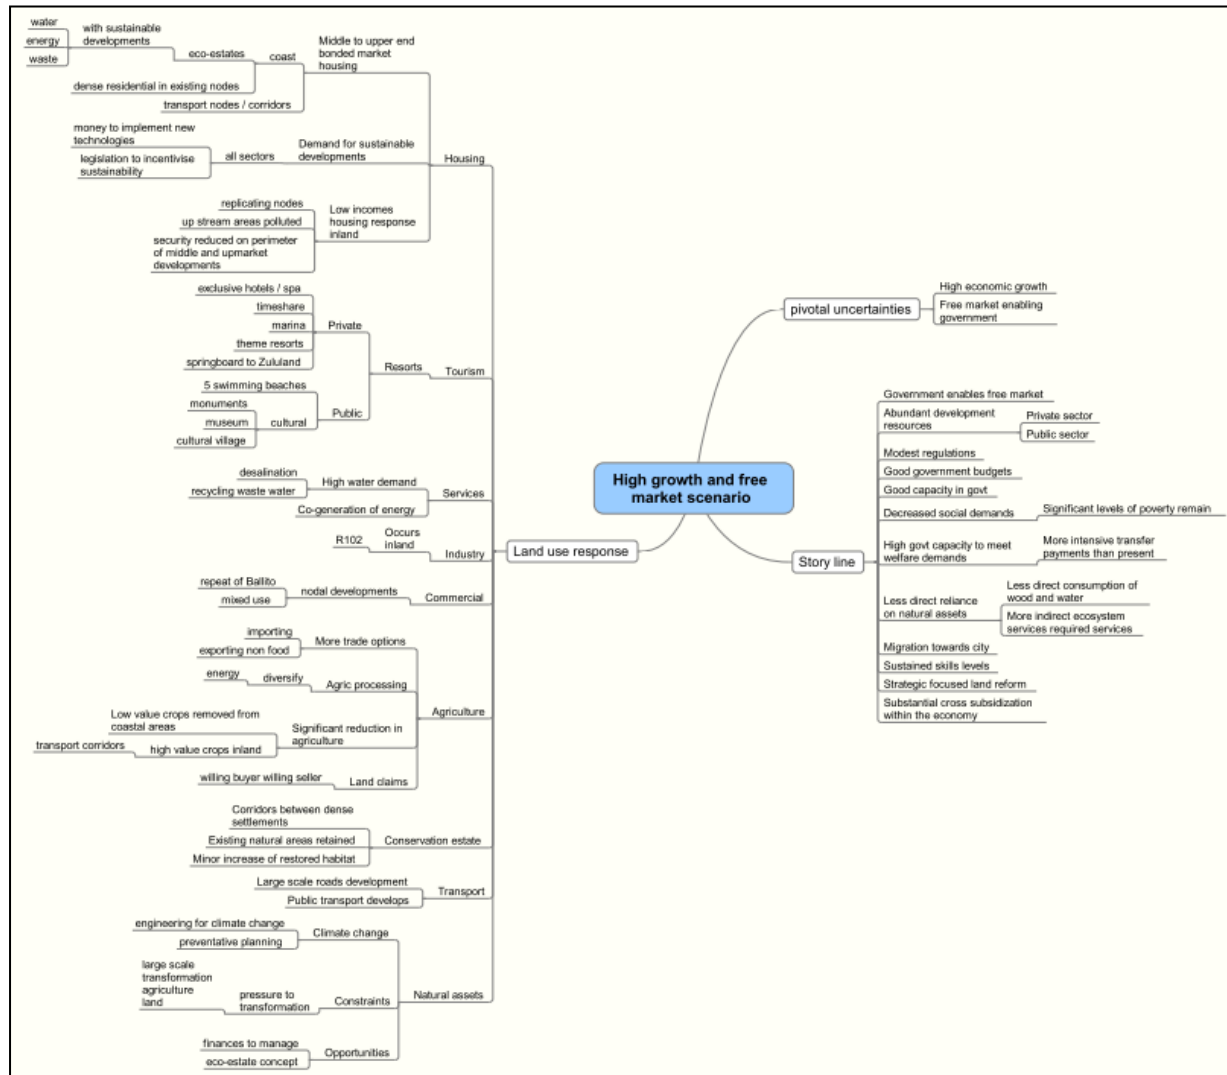 water
energy
waste
with sustainable
developments
eco-estates
dense residential in existing nodes
coast
transport nodes / corridors
Middle to upper end
bonded market
housing
money to implement new
technologies
legislation to incentivise
sustainability
all sectors
Demand for sustainable
developments
Housing
replicating nodes
up stream areas polluted
security reduced on perimeter
of middle and upmarket
developments
Low incomes
housing response
inland
exclusive hotels / spa
timeshare
marina
theme resorts
springboard to Zululand
Private
Resorts
Tourism
5 swimming beaches
monuments
museum
cultural village
cultural
Public
desalination
recycling waste water
High water demand
Co-generation of energy
Services
R102
Occurs
inland
Industry
repeat of Ballito
mixed use
nodal developments
Commercial
importing
exporting non food
More trade options
energy
diversify
Agric processing
Agriculture
Low value crops removed from
coastal areas
transport corridors
high value crops inland
Significant reduction in
agriculture
willing buyer willing seller
Land claims
Corridors between dense
settlements
Existing natural areas retained
Minor increase of restored habitat
Conservation estate
Large scale roads development
Public transport develops
Transport
engineering for climate change
preventative planning
Climate change
large scale
transformation
agriculture
land
pressure to
transformation
Constraints
Natural assets
finances to manage
eco-estate concept
Opportunities
Land use response
High growth and free
market scenario
pivotal uncertainties
High economic growth
Free market enabling
government
Story line
Government enables free market
Abundant development
resources
Private sector
Public sector
Modest regulations
Good government budgets
Good capacity in govt
Decreased social demands
Significant levels of poverty remain
High govt capacity to meet
welfare demands
More intensive transfer
payments than present
Less direct reliance
on natural assets
Less direct consumption of
wood and water
More indirect ecosystem
services required services
Migration towards city
Sustained skills levels
Strategic focused land reform
Substantial cross subsidization
within the economy